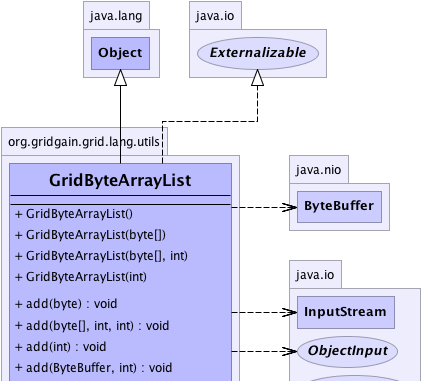 java.lang
java.io
Object
Externalizable
org.gridgain.grid.lang.utils
GridByteArrayList
+ GridByteArrayList()
+ GridByteArrayList(byte[])
+ GridByteArrayList(byte[], int)
+ GridByteArrayList(int)
+ add(byte) : void
+ add(byte[], int, int) : void
+ add(int) : void
+ add(ByteBuffer, int) : void
java.nio
ByteBuffer
java.io
InputStream
ObjectInput